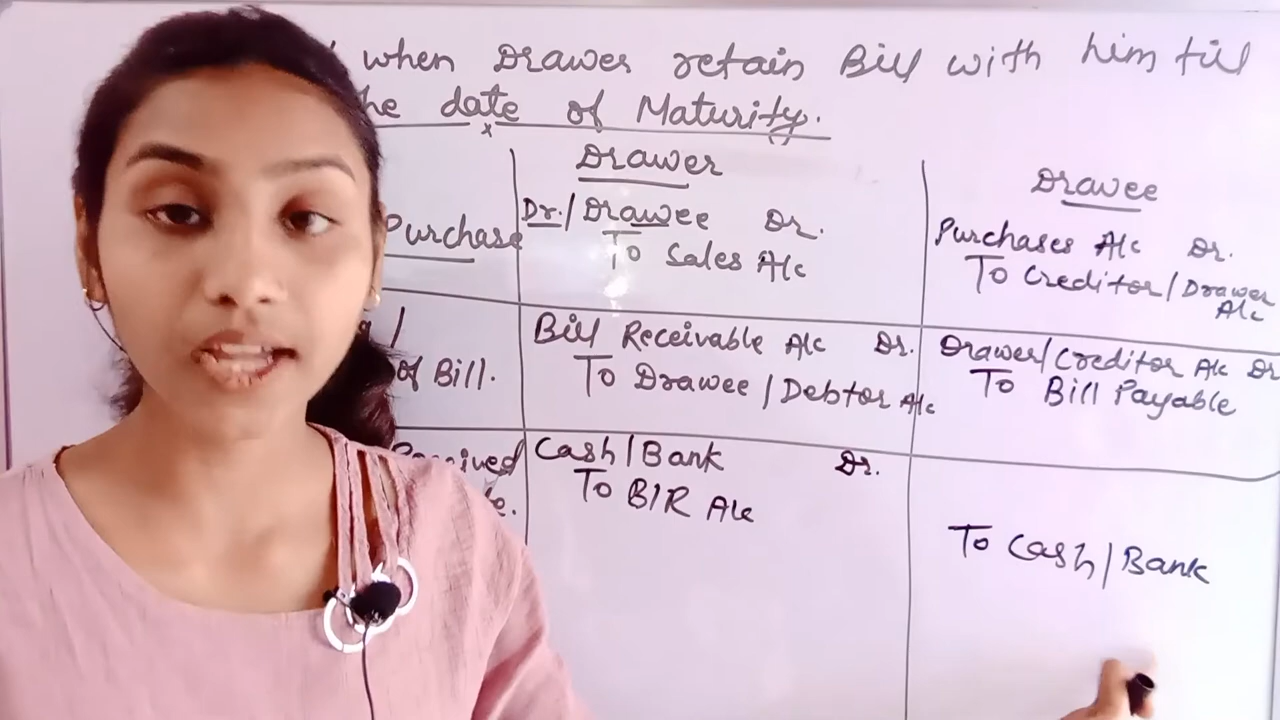 when Drawer retain Bill with him till
he date of Maturity.
Drawer
Drawee
Purchase
Dr./Drawee Dr.
To Sales A/c
Purchases A/c Dr.
To Creditor/Drawer
A/c
of Bill.
Bill Receivable A/c Dr.
To Drawee/Debtor A/c
Drawer/Creditor A/c Dr
To Bill Payable
Received
Cash/Bank Dr.
To B/R A/c
To Cash/Bank